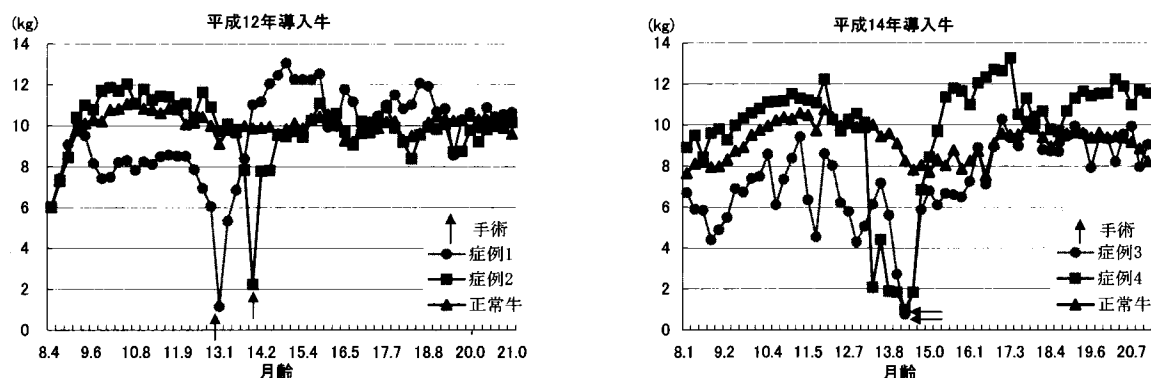 平成12年導入牛
(kg)
14
12
10
8
6
4
2
0
8.4 9.6 10.8 11.9 13.1 14.2 15.4 16.5 17.7 18.8 20.0 21.0
月齢
手術
症例1
症例2
正常牛
平成14年導入牛
(kg)
14
12
10
8
6
4
2
0
8.1 9.2 10.4 11.5 12.7 13.8 15.0 16.1 17.3 18.4 19.6 20.7
月齢
手術
症例3
症例4
正常牛